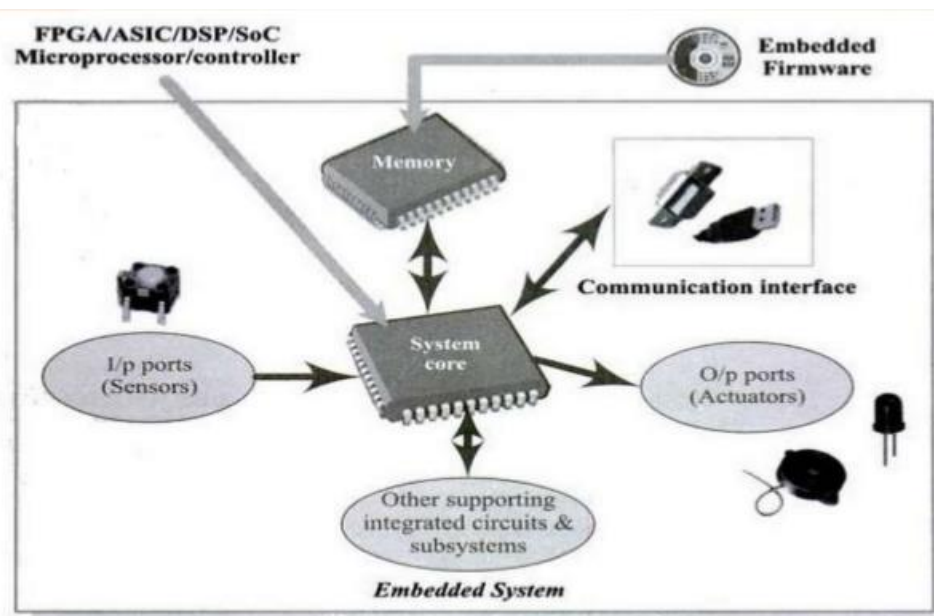 FPGA/ASIC/DSP/SoC
Microprocessor/controller
Embedded
Firmware
Memory
Communication interface
System
core
I/p ports
(Sensors)
O/p ports
(Actuators)
Other supporting
integrated circuits &
subsystems
Embedded System